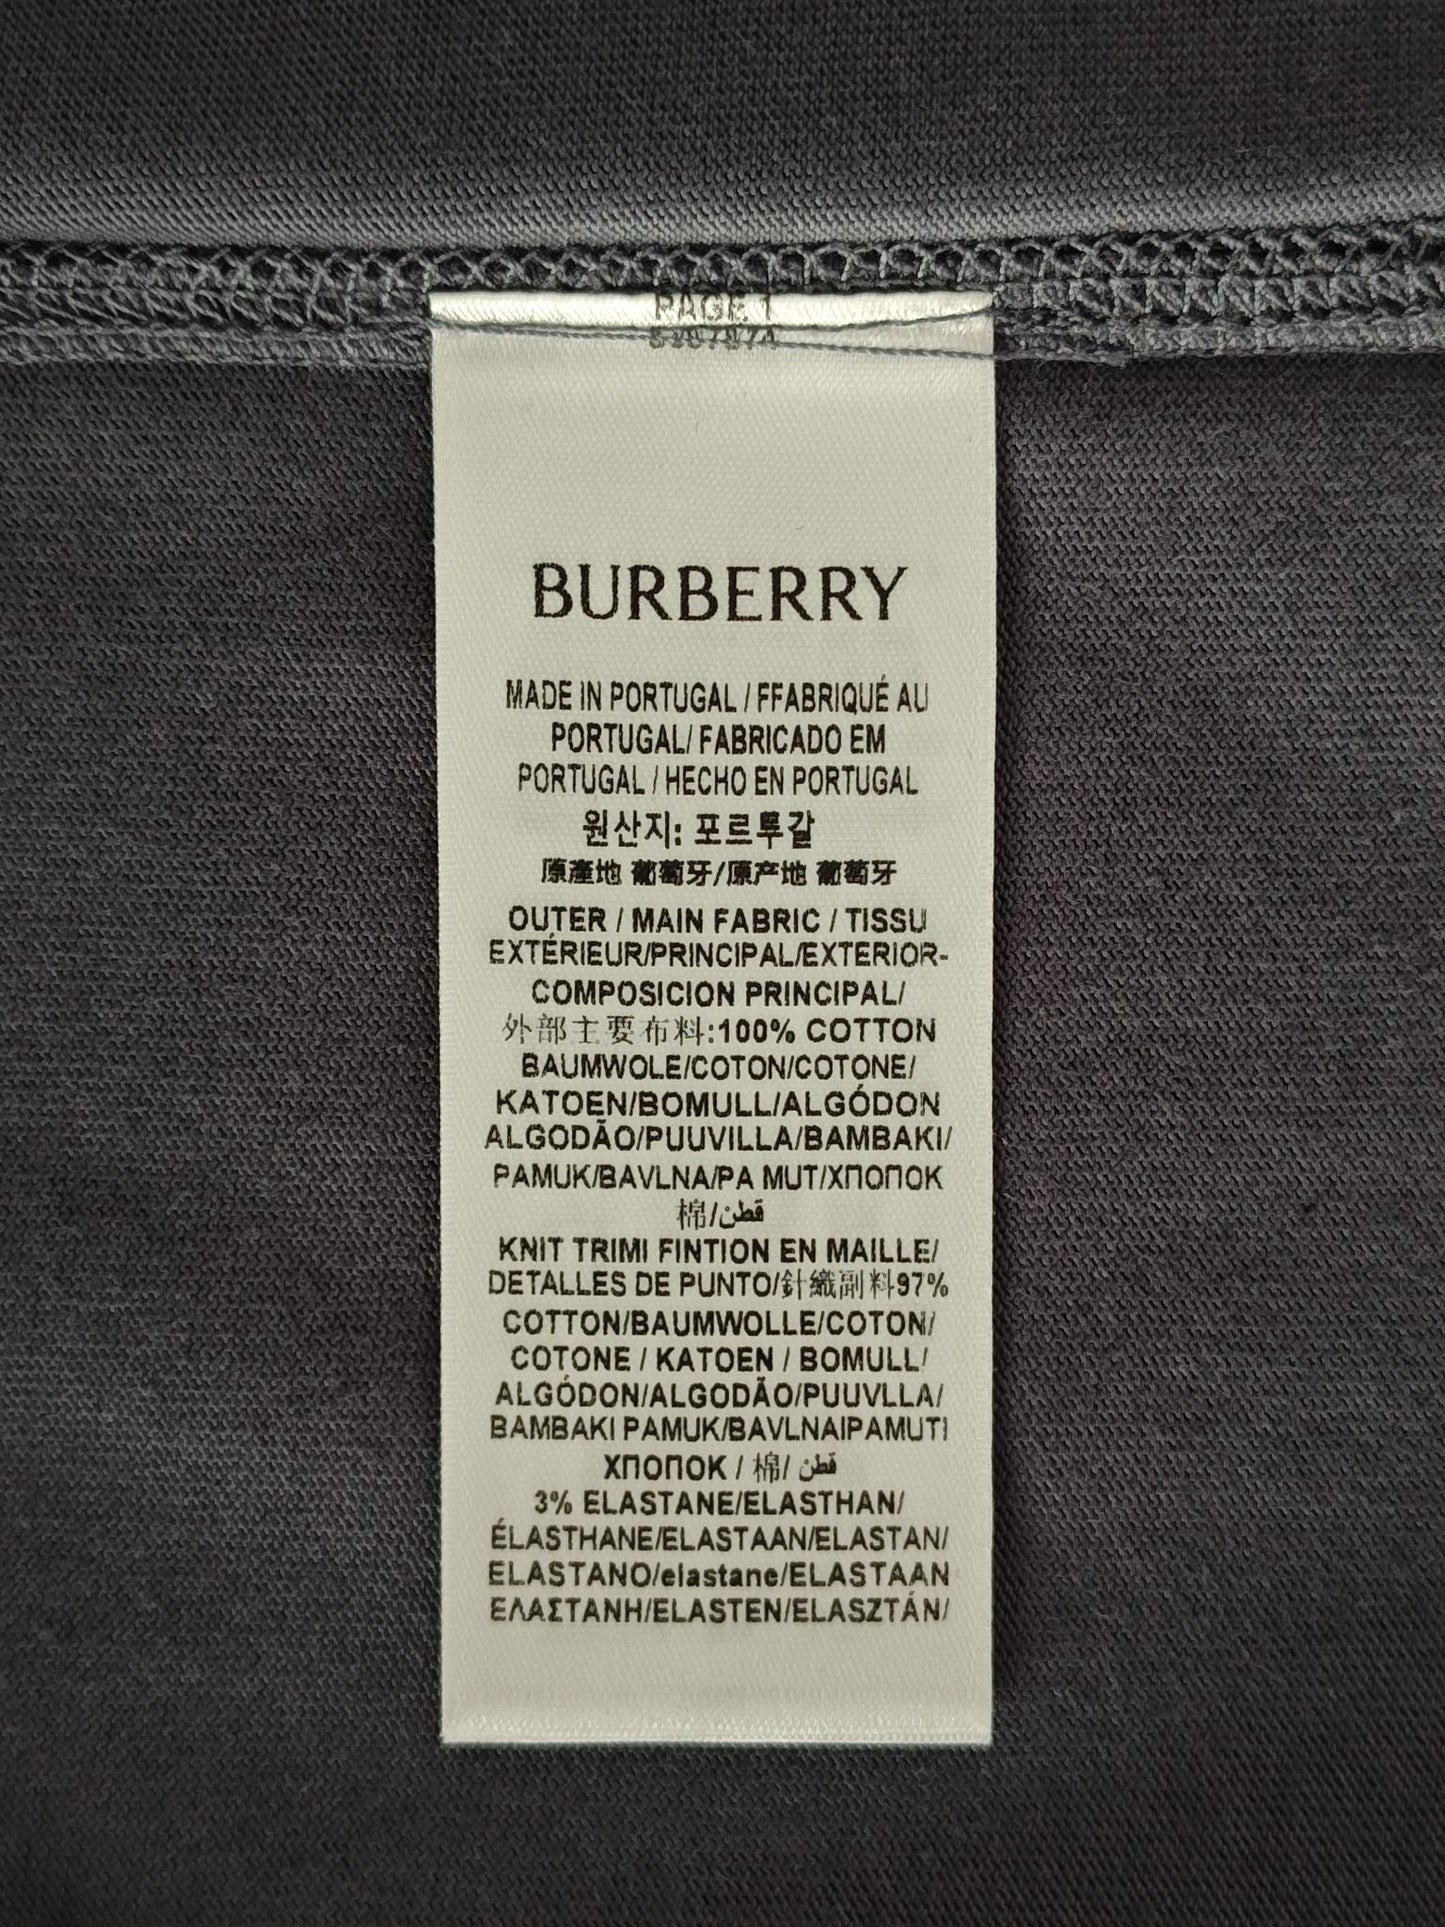 PAGE 1
BURBERRY
MADE IN PORTUGAL / FFABRIQUÉ AU
PORTUGAL/ FABRICADO EM
PORTUGAL / HECHO EN PORTUGAL
원산지: 포르투갈
原產地 葡萄牙/原产地 葡萄牙
OUTER / MAIN FABRIC / TISSU
EXTÉRIEUR/PRINCIPAL/EXTERIOR-
COMPOSICION PRINCIPAL/
外部主要布料:100% COTTON
BAUMWOLE/COTON/COTONE/
KATOEN/BOMULL/ALGÓDON
ALGODÃO/PUUVILLA/BAMBAKI/
PAMUK/BAVLNA/PA MUT/ХПОПОК
棉/قطن
KNIT TRIMI FINTION EN MAILLE/
DETALLES DE PUNTO/針織副料97%
COTTON/BAUMWOLLE/COTON/
COTONE / KATOEN / BOMULL/
ALGÓDON/ALGODÃO/PUUVLLA/
BAMBAKI PAMUK/BAVLNAIPAMUTI
ХПОПОК / 棉/ قطن
3% ELASTANE/ELASTHAN/
ÉLASTHANE/ELASTAAN/ELASTAN/
ELASTANO/elastane/ELASTAAN
ΕΛΑΣΤΑΝΗ/ELASTEN/ELASZTÁN/